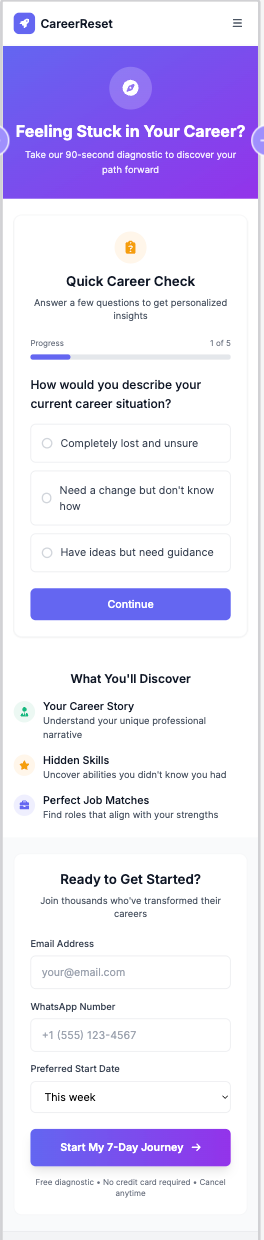 CareerReset
Feeling Stuck in Your Career?
Take our 90-second diagnostic to discover your
path forward
Quick Career Check
Answer a few questions to get personalized
insights
Progress
1 of 5
How would you describe your
current career situation?
Completely lost and unsure
Need a change but don't know
how
Have ideas but need guidance
Continue
What You'll Discover
Your Career Story
Understand your unique professional
narrative
Hidden Skills
Uncover abilities you didn't know you had
Perfect Job Matches
Find roles that align with your strengths
Ready to Get Started?
Join thousands who've transformed their
careers
Email Address
your@email.com
WhatsApp Number
+1 (555) 123-4567
Preferred Start Date
This week
Start My 7-Day Journey →
Free diagnostic • No credit card required • Cancel
anytime